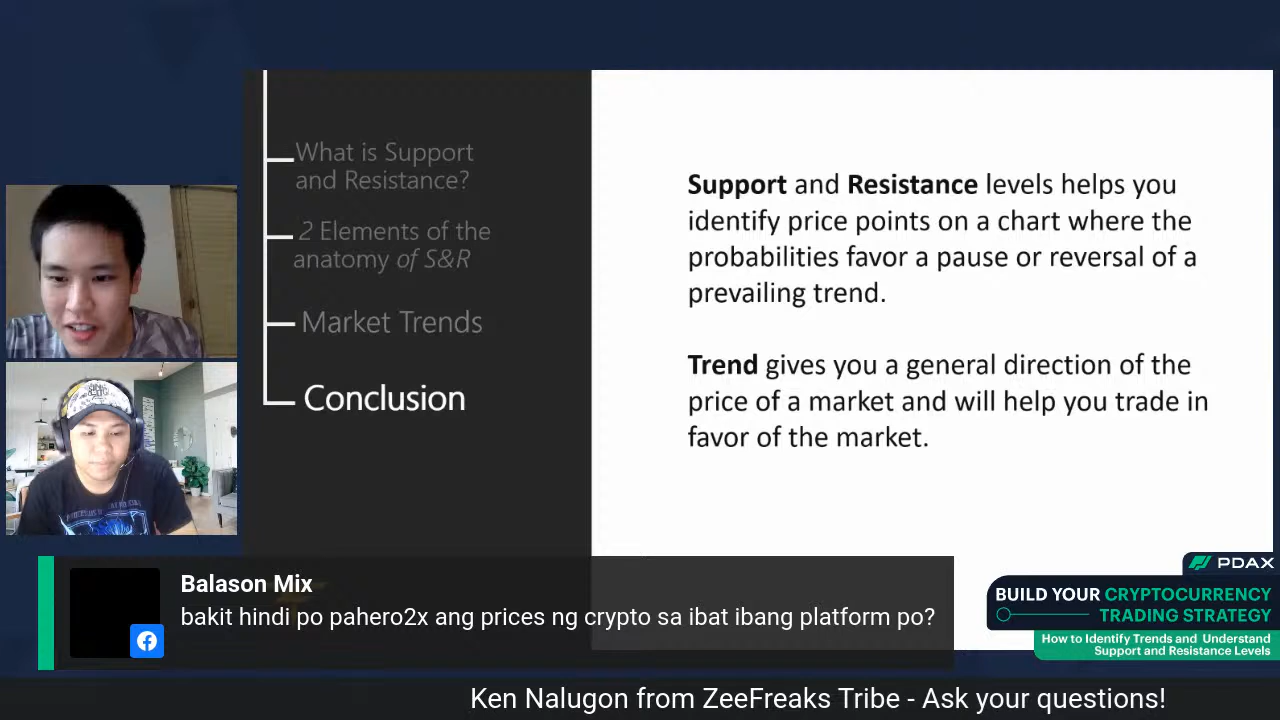 What is Support
and Resistance?
2 Elements of the
anatomy of S&R
Market Trends
Conclusion
Support and Resistance levels helps you
identify price points on a chart where the
probabilities favor a pause or reversal of a
prevailing trend.
Trend gives you a general direction of the
price of a market and will help you trade in
favor of the market.
Balason Mix
bakit hindi po pahero2x ang prices ng crypto sa ibat ibang platform po?
PDAX
BUILD YOUR CRYPTOCURRENCY
TRADING STRATEGY
How to Identify Trends and Understand
Support and Resistance Levels
Ken Nalugon from ZeeFreaks Tribe - Ask your questions!